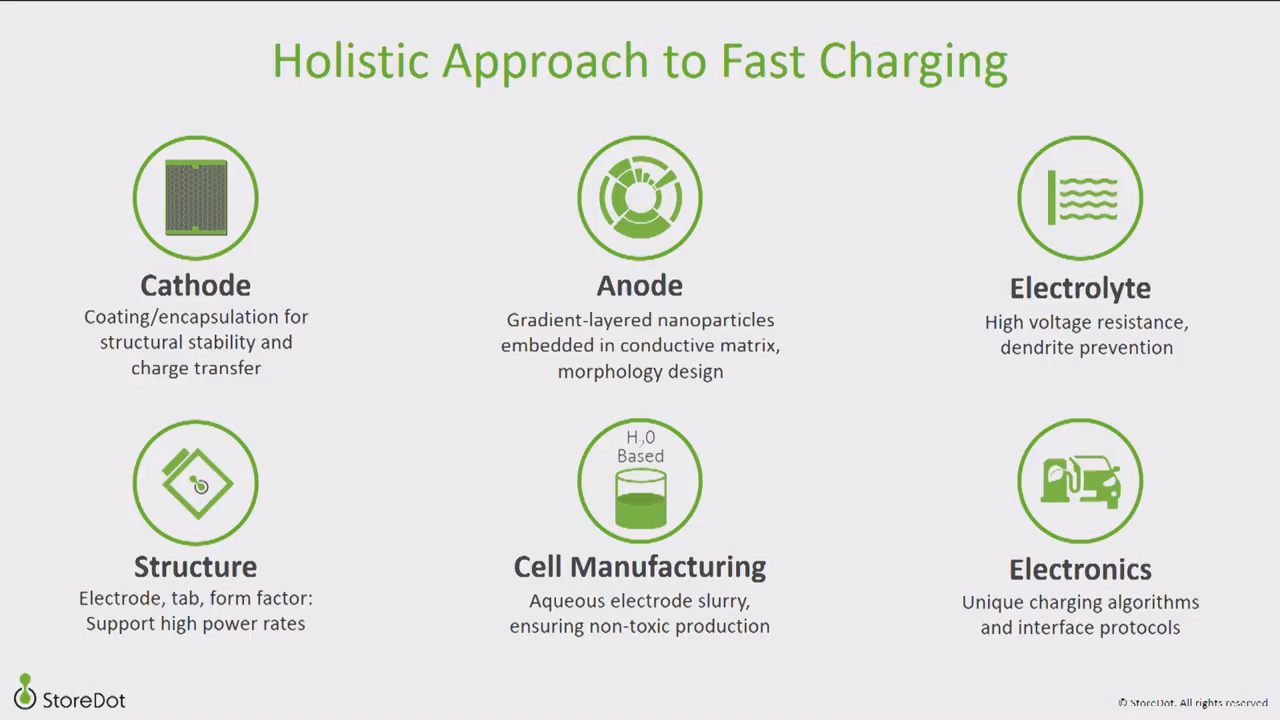 Holistic Approach to Fast Charging
Cathode
Coating/encapsulation for
structural stability and
charge transfer
Anode
Gradient-layered nanoparticles
embedded in conductive matrix,
morphology design
Electrolyte
High voltage resistance,
dendrite prevention
Structure
Electrode, tab, form factor:
Support high power rates
H₂0
Based
Cell Manufacturing
Aqueous electrode slurry,
ensuring non-toxic production
Electronics
Unique charging algorithms
and interface protocols
StoreDot
© StoreDot. All rights reserved